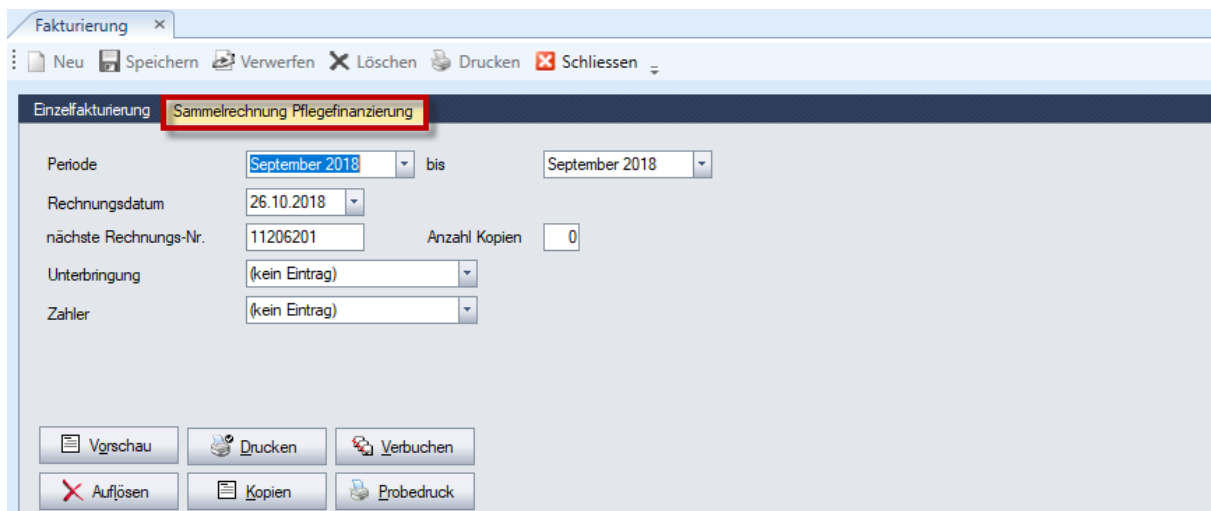 Fakturierung
Neu Speichern Verwerfen Löschen Drucken Schliessen
Einzelfakturierung Sammelrechnung Pflegefinanzierung
Periode September 2018 bis September 2018
Rechnungsdatum 26.10.2018
nächste Rechnungs-Nr. 11206201 Anzahl Kopien 0
Unterbringung (kein Eintrag)
Zahler (kein Eintrag)
Vorschau Drucken Verbuchen
Auflösen Kopien Probedruck